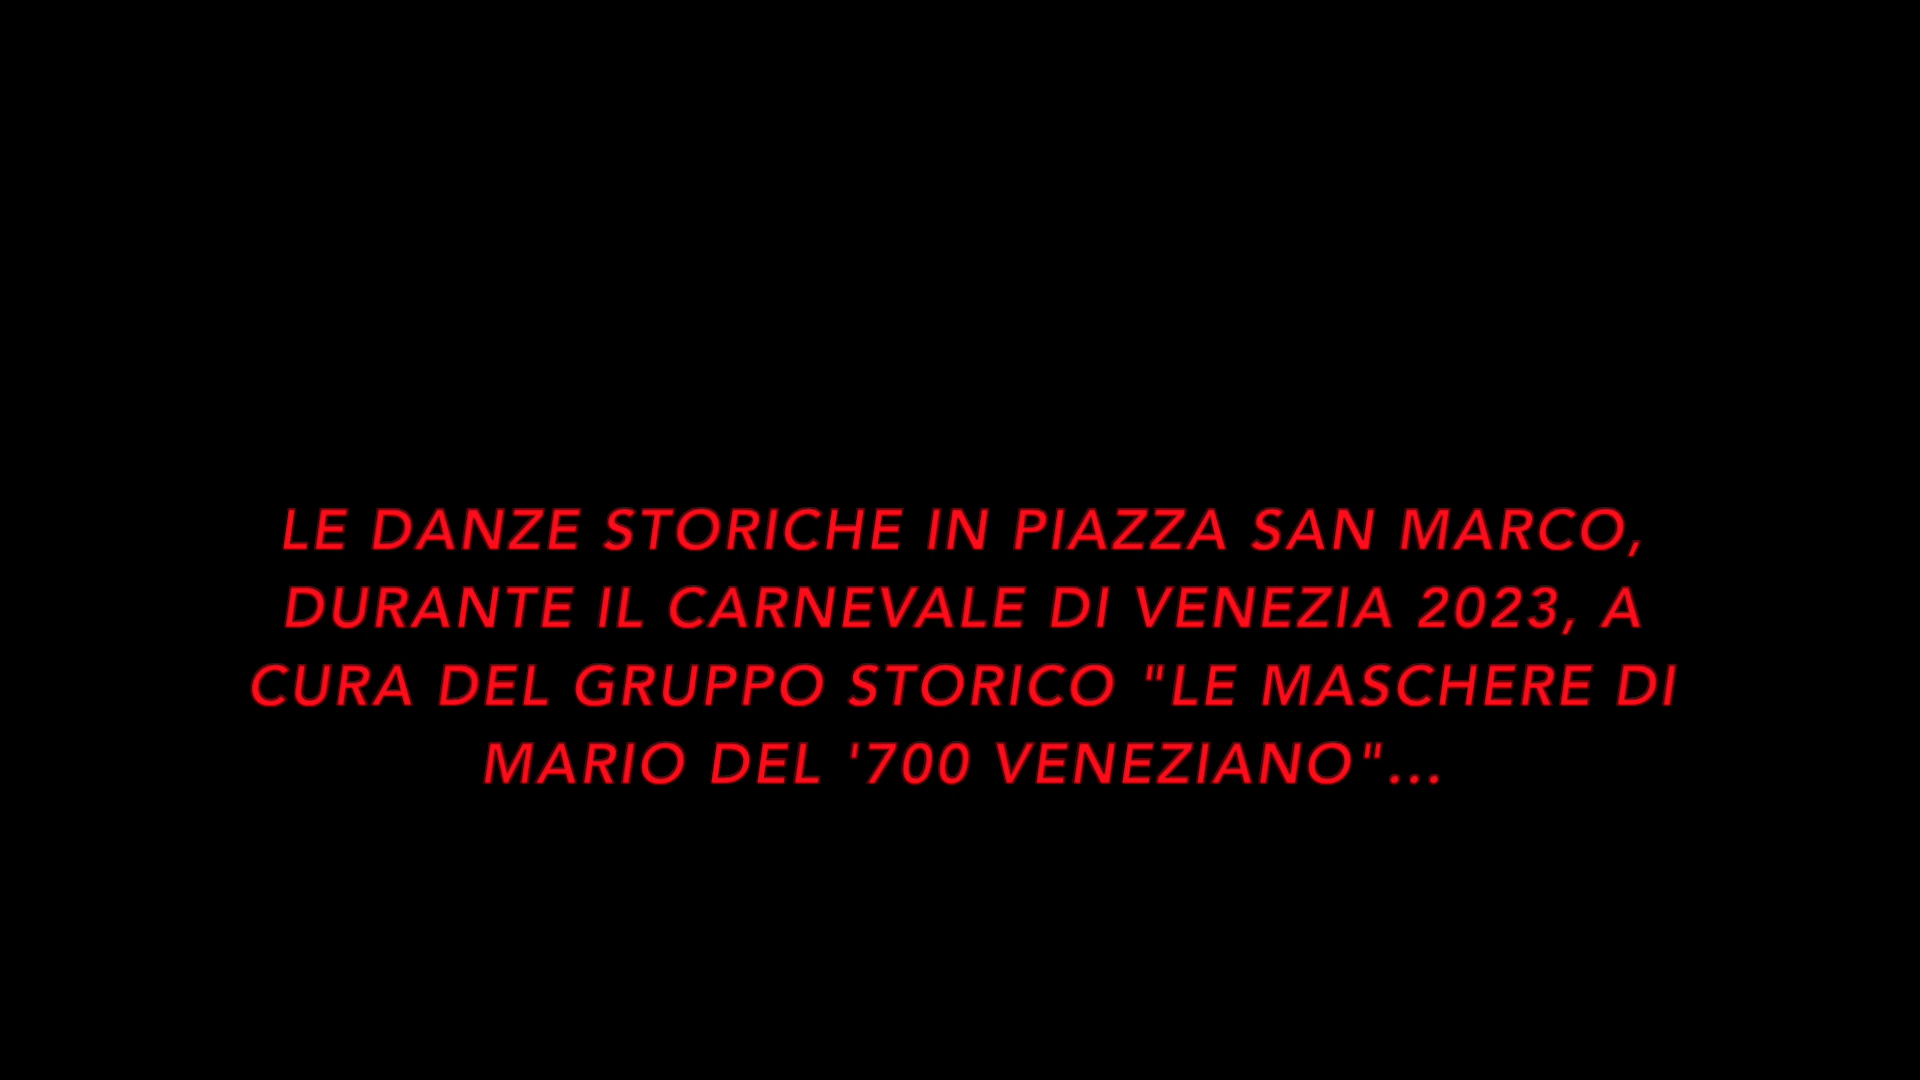 LE DANZE STORICHE IN PIAZZA SAN MARCO,
DURANTE IL CARNEVALE DI VENEZIA 2023, A
CURA DEL GRUPPO STORICO "LE MASCHERE DI
MARIO DEL '700 VENEZIANO"...